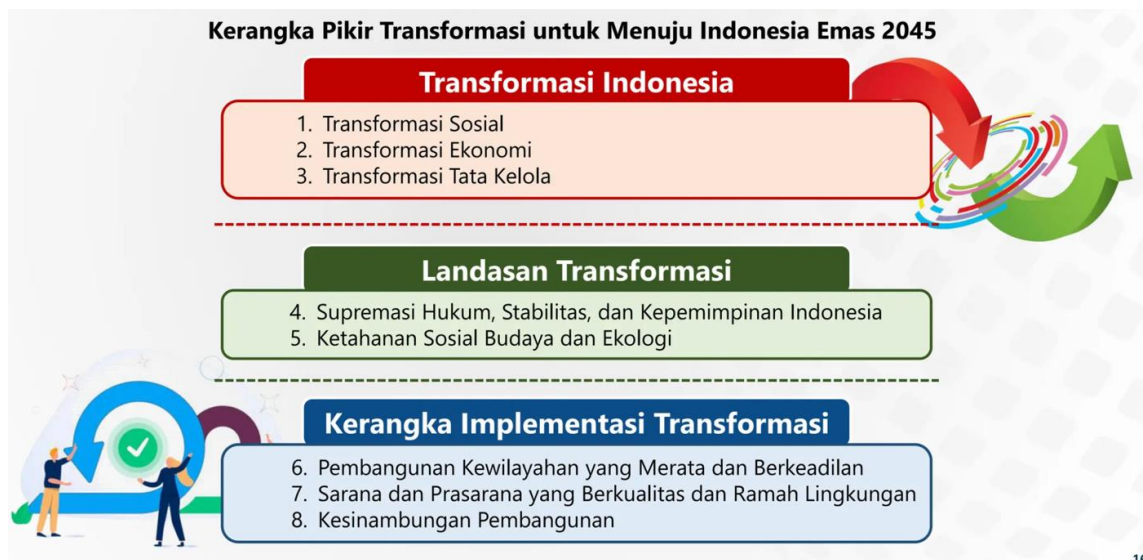 Kerangka Pikir Transformasi untuk Menuju Indonesia Emas 2045
Transformasi Indonesia
1. Transformasi Sosial
2. Transformasi Ekonomi
3. Transformasi Tata Kelola
Landasan Transformasi
4. Supremasi Hukum, Stabilitas, dan Kepemimpinan Indonesia
5. Ketahanan Sosial Budaya dan Ekologi
Kerangka Implementasi Transformasi
6. Pembangunan Kewilayahan yang Merata dan Berkeadilan
7. Sarana dan Prasarana yang Berkualitas dan Ramah Lingkungan
8. Kesinambungan Pembangunan